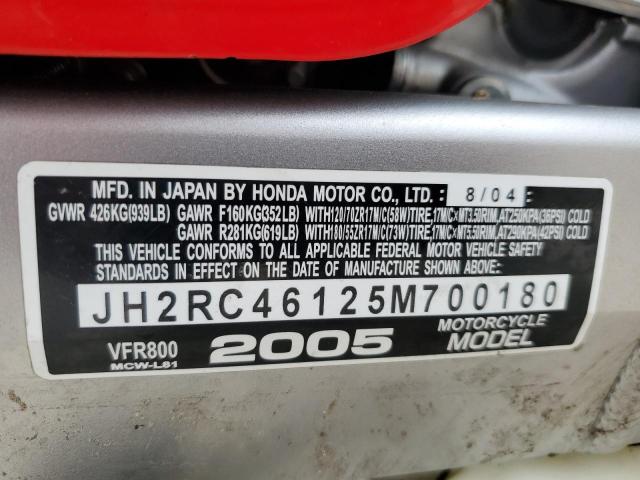 MFD. IN JAPAN BY HONDA MOTOR CO., LTD. : 8/04
GVWR 426KG(939LB) GAWR F160KG(352LB) WITH120/70ZR17M/C(58W)TIRE,17M/C×MT3.50RIM,AT250KPA(36PSI) COLD
GAWR R281KG(619LB) WITH180/55ZR17M/C(73W)TIRE,17M/C×MT5.50RIM,AT290KPA(42PSI) COLD
THIS VEHICLE CONFORMS TO ALL APPLICABLE FEDERAL MOTOR VEHICLE SAFETY
STANDARDS IN EFFECT ON THE DATE OF MANUFACTURE SHOWN ABOVE.
JH2RC46125M700180
VFR800 2005 MOTORCYCLE
MCW-L81 MODEL